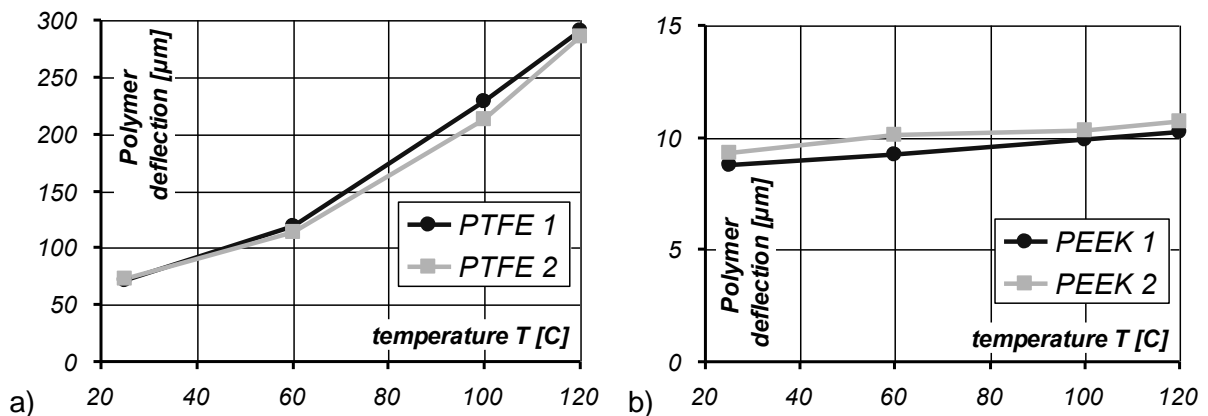 300
250
200
150
100
50
0
Polymer
deflection [µm]
PTFE 1
PTFE 2
temperature T [C]
20 40 60 80 100 120
a)
15
10
5
0
Polymer
deflection [µm]
PEEK 1
PEEK 2
temperature T [C]
20 40 60 80 100 120
b)